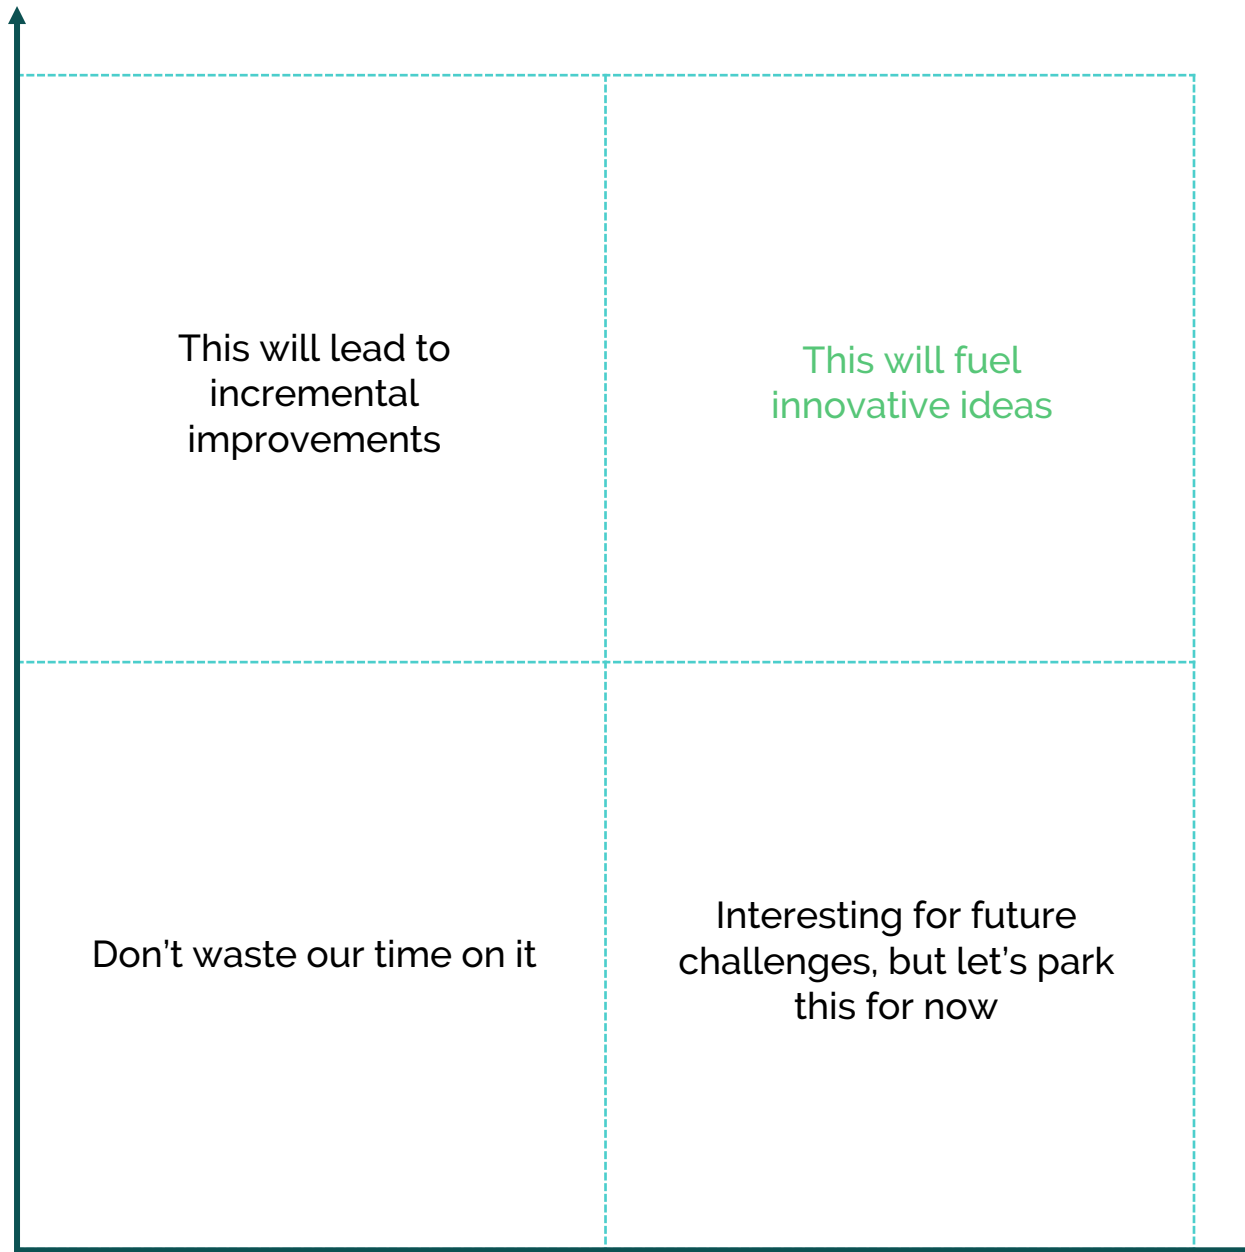 This will lead to
incremental
improvements
This will fuel
innovative ideas
Don’t waste our time on it
Interesting for future
challenges, but let’s park
this for now